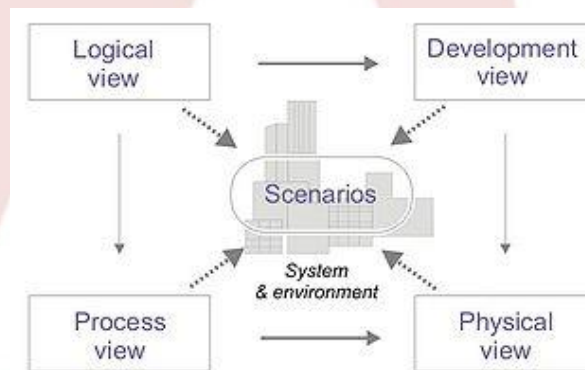 Logical
view
Development
view
Scenarios
System
& environment
Process
view
Physical
view